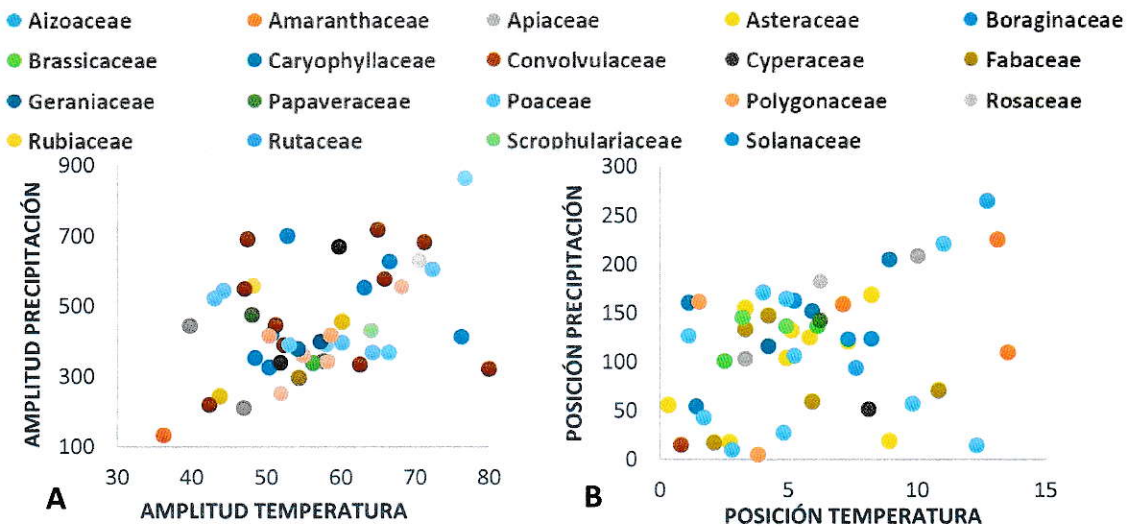 Aizoaceae Amaranthaceae Apiaceae Asteraceae Boraginaceae
Brassicaceae Caryophyllaceae Convolvulaceae Cyperaceae Fabaceae
Geraniaceae Papaveraceae Poaceae Polygonaceae Rosaceae
Rubiaceae Rutaceae Scrophulariaceae Solanaceae
AMPLITUD PRECIPITACIÓN
900
700
500
300
100
30 40 50 60 70 80
A
AMPLITUD TEMPERATURA
POSICIÓN PRECIPITACIÓN
300
250
200
150
100
50
0
0 5 10 15
B
POSICIÓN TEMPERATURA